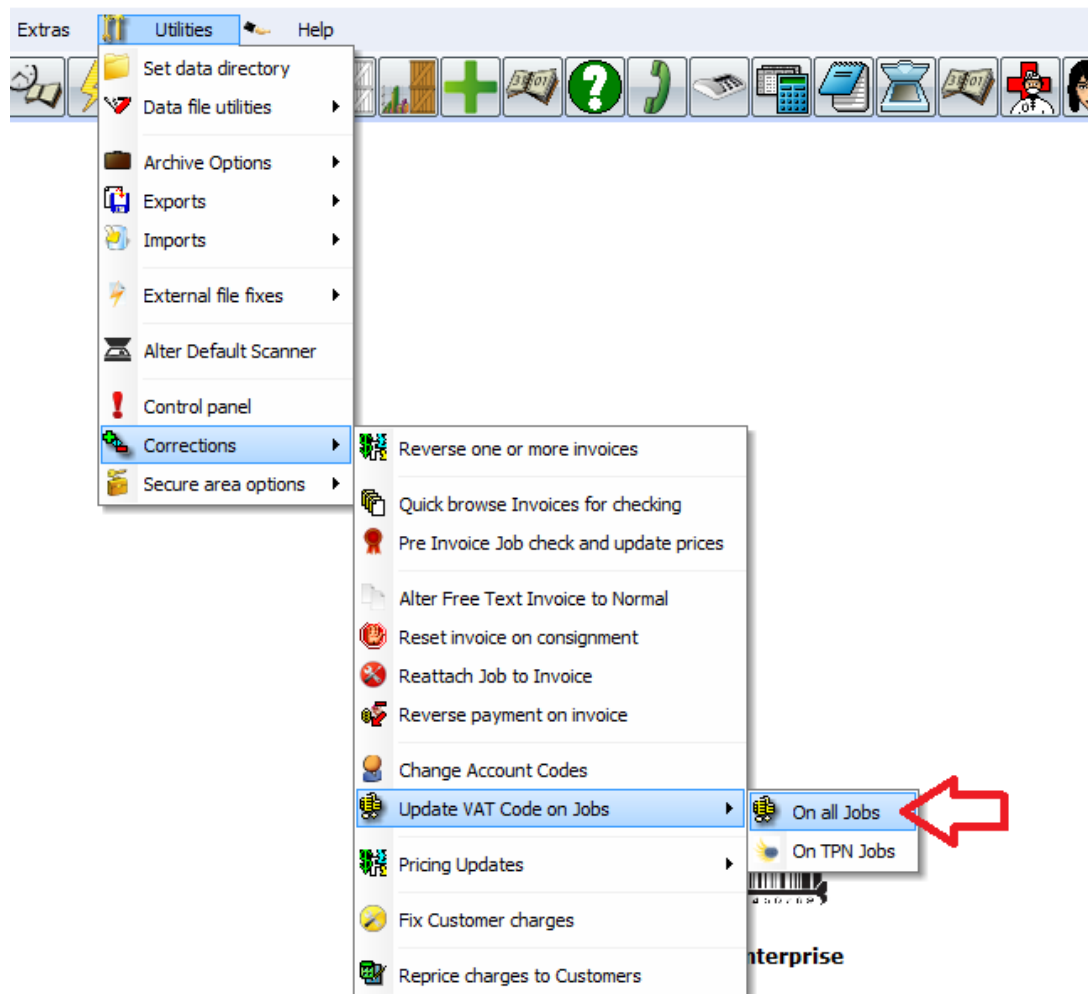 Extras Utilities Help
Set data directory
Data file utilities
Archive Options
Exports
Imports
External file fixes
Alter Default Scanner
Control panel
Corrections
Secure area options
Reverse one or more invoices
Quick browse Invoices for checking
Pre Invoice Job check and update prices
Alter Free Text Invoice to Normal
Reset invoice on consignment
Reattach Job to Invoice
Reverse payment on invoice
Change Account Codes
Update VAT Code on Jobs
On all Jobs
On TPN Jobs
Pricing Updates
Fix Customer charges
nterprise
Reprice charges to Customers